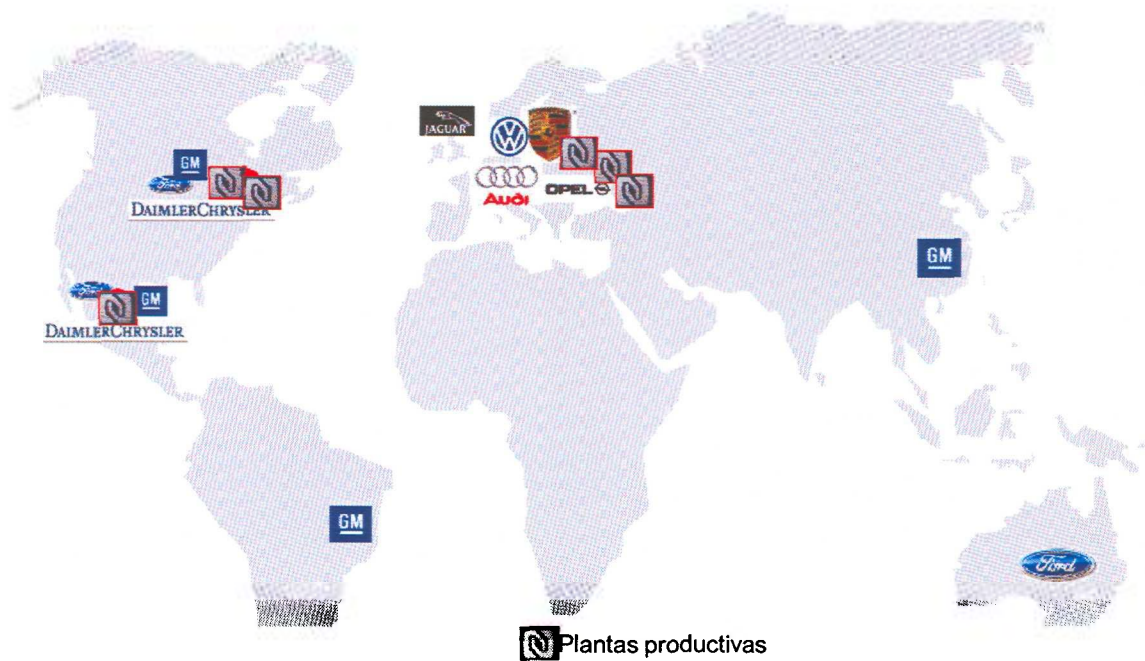 JAGUAR
GM
Ford
DAIMLERCHRYSLER
Audi
OPEL
GM
Ford
GM
DAIMLERCHRYSLER
GM
Ford
Plantas productivas